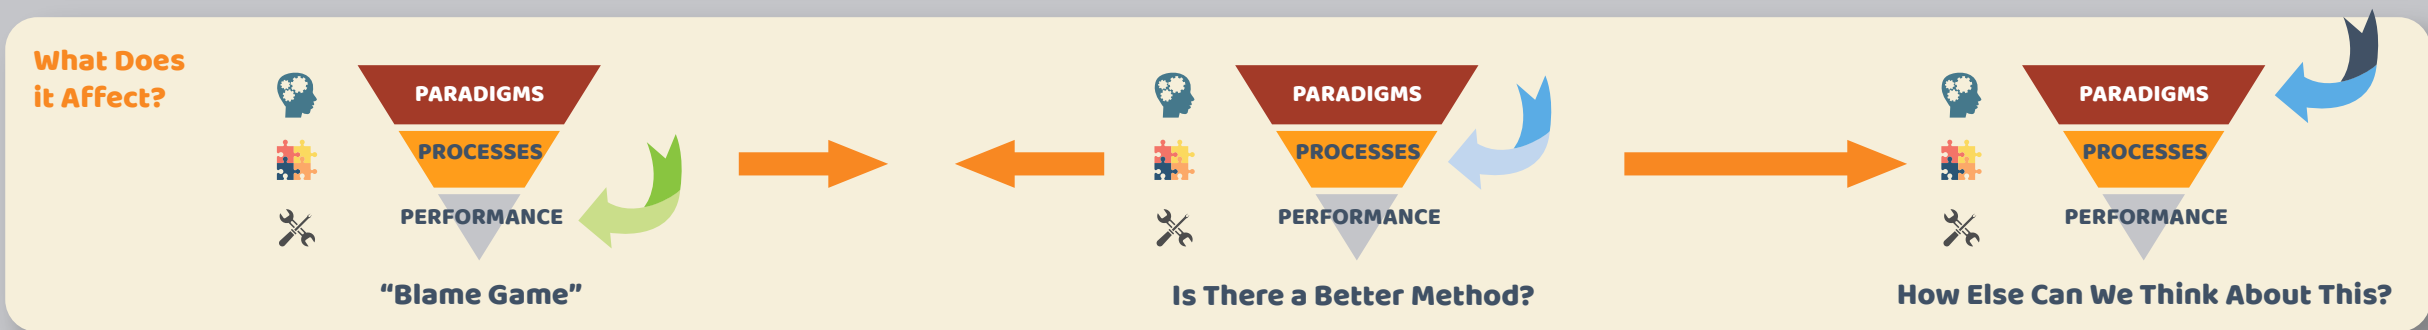 What Does
it Affect?
PARADIGMS
PROCESSES
PERFORMANCE
“Blame Game”
PARADIGMS
PROCESSES
PERFORMANCE
Is There a Better Method?
PARADIGMS
PROCESSES
PERFORMANCE
How Else Can We Think About This?